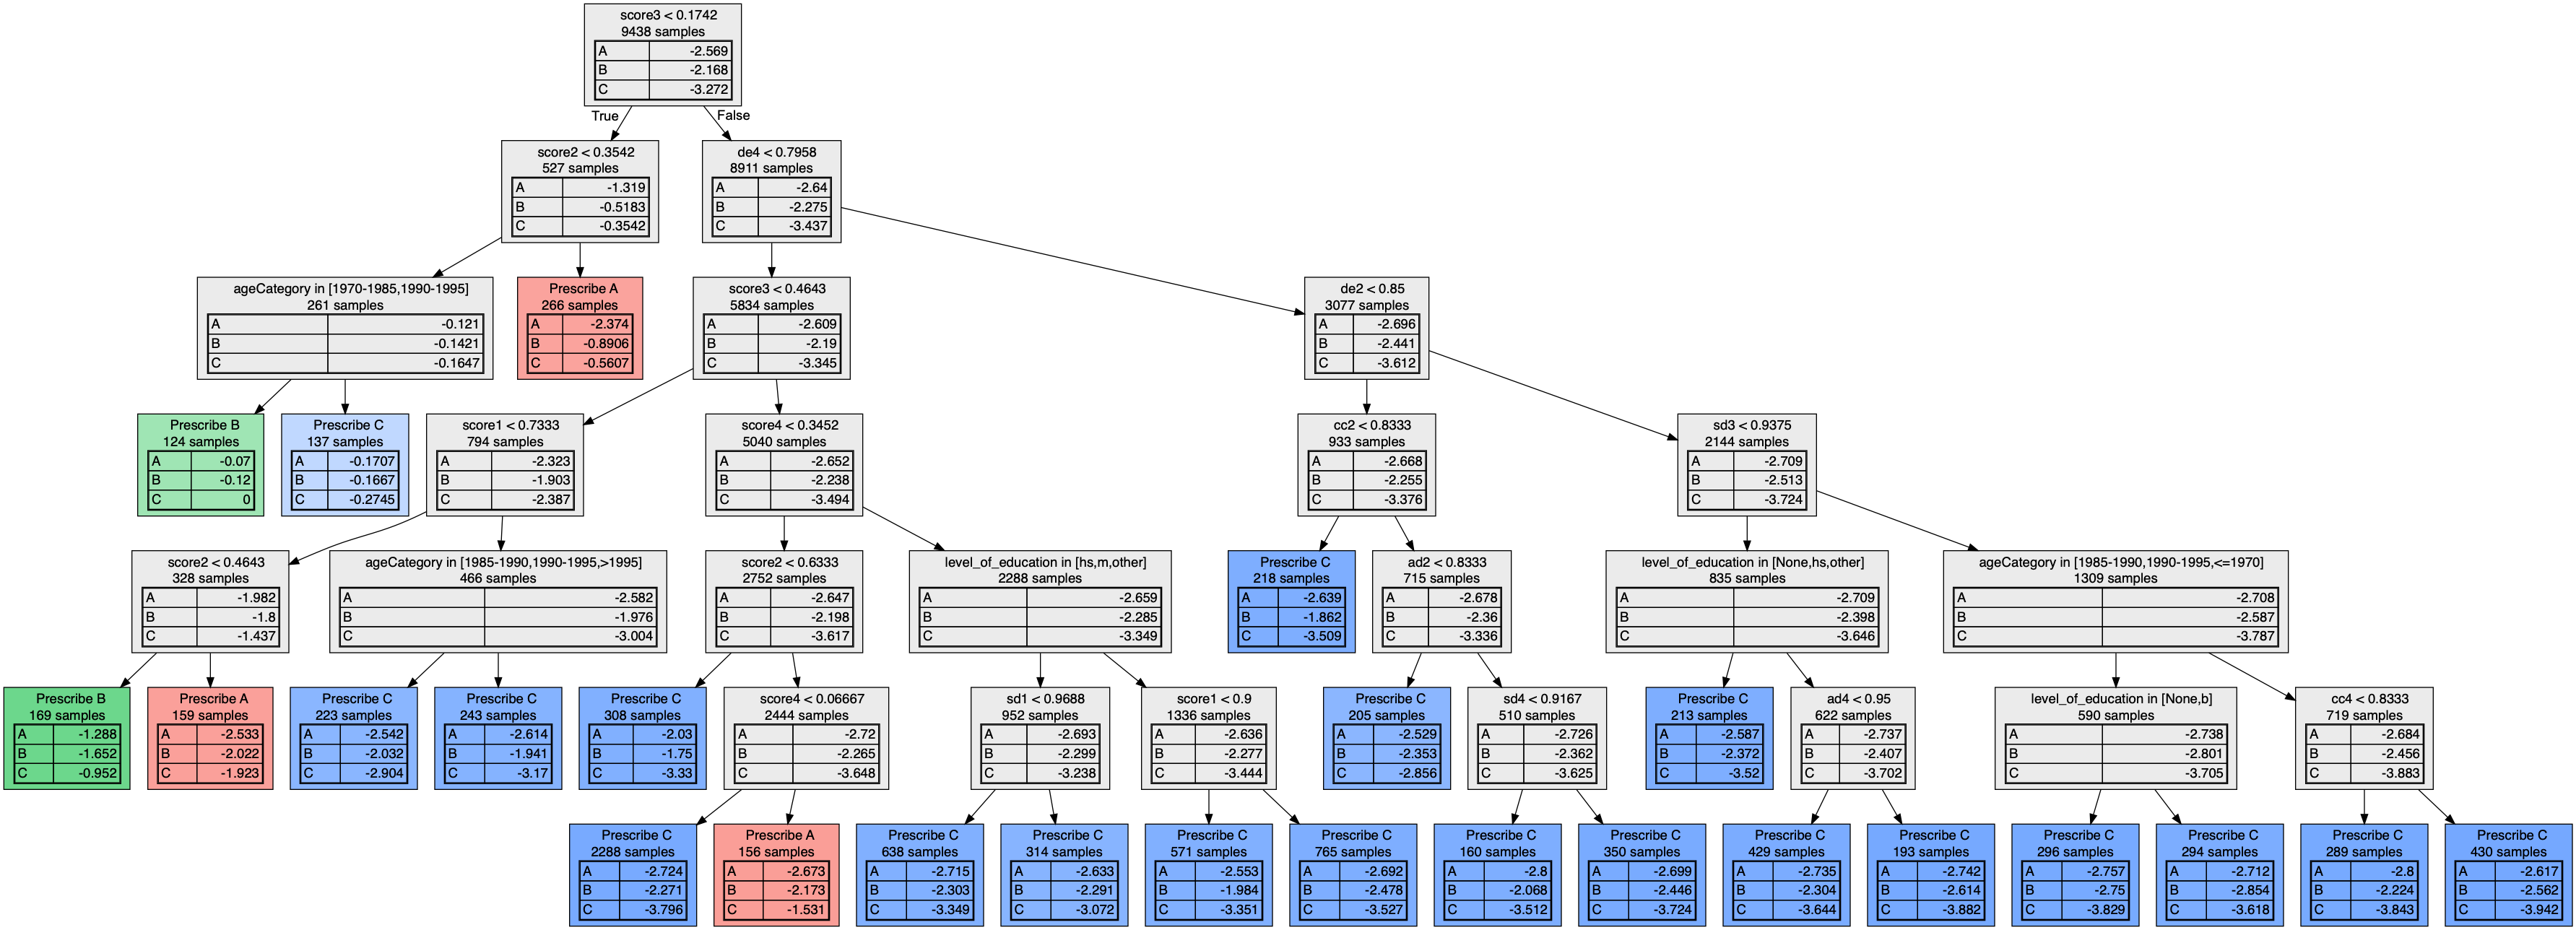 score3 < 0.1742
9438 samples
A -2.569
B -2.168
C -3.272
True
False
score2 < 0.3542
527 samples
A -1.319
B -0.5183
C -0.3542
de4 < 0.7958
8911 samples
A -2.64
B -2.275
C -3.437
ageCategory in [1970-1985,1990-1995]
261 samples
A -0.121
B -0.1421
C -0.1647
Prescribe A
266 samples
A -2.374
B -0.8906
C -0.5607
score3 < 0.4643
5834 samples
A -2.609
B -2.19
C -3.345
de2 < 0.85
3077 samples
A -2.696
B -2.441
C -3.612
Prescribe B
124 samples
A -0.07
B -0.12
C 0
Prescribe C
137 samples
A -0.1707
B -0.1667
C -0.2745
score1 < 0.7333
794 samples
A -2.323
B -1.903
C -2.387
score4 < 0.3452
5040 samples
A -2.652
B -2.238
C -3.494
cc2 < 0.8333
933 samples
A -2.668
B -2.255
C -3.376
sd3 < 0.9375
2144 samples
A -2.709
B -2.513
C -3.724
score2 < 0.4643
328 samples
A -1.982
B -1.8
C -1.437
ageCategory in [1985-1990,1990-1995,>1995]
466 samples
A -2.582
B -1.976
C -3.004
score2 < 0.6333
2752 samples
A -2.647
B -2.198
C -3.617
level_of_education in [hs,m,other]
2288 samples
A -2.659
B -2.285
C -3.349
Prescribe C
218 samples
A -2.639
B -1.862
C -3.509
ad2 < 0.8333
715 samples
A -2.678
B -2.36
C -3.336
level_of_education in [None,hs,other]
835 samples
A -2.709
B -2.398
C -3.646
ageCategory in [1985-1990,1990-1995,<=1970]
1309 samples
A -2.708
B -2.587
C -3.787
Prescribe B
169 samples
A -1.288
B -1.652
C -0.952
Prescribe A
159 samples
A -2.533
B -2.022
C -1.923
Prescribe C
223 samples
A -2.542
B -2.032
C -2.904
Prescribe C
243 samples
A -2.614
B -1.941
C -3.17
Prescribe C
308 samples
A -2.03
B -1.75
C -3.33
score4 < 0.06667
2444 samples
A -2.72
B -2.265
C -3.648
sd1 < 0.9688
952 samples
A -2.693
B -2.299
C -3.238
score1 < 0.9
1336 samples
A -2.636
B -2.277
C -3.444
Prescribe C
205 samples
A -2.529
B -2.353
C -2.856
sd4 < 0.9167
510 samples
A -2.726
B -2.362
C -3.625
Prescribe C
213 samples
A -2.587
B -2.372
C -3.52
ad4 < 0.95
622 samples
A -2.737
B -2.407
C -3.702
level_of_education in [None,b]
590 samples
A -2.738
B -2.801
C -3.705
cc4 < 0.8333
719 samples
A -2.684
B -2.456
C -3.883
Prescribe C
2288 samples
A -2.724
B -2.271
C -3.796
Prescribe A
156 samples
A -2.673
B -2.173
C -1.531
Prescribe C
638 samples
A -2.715
B -2.303
C -3.349
Prescribe C
314 samples
A -2.633
B -2.291
C -3.072
Prescribe C
571 samples
A -2.553
B -1.984
C -3.351
Prescribe C
765 samples
A -2.692
B -2.478
C -3.527
Prescribe C
160 samples
A -2.8
B -2.068
C -3.512
Prescribe C
350 samples
A -2.699
B -2.446
C -3.724
Prescribe C
429 samples
A -2.735
B -2.304
C -3.644
Prescribe C
193 samples
A -2.742
B -2.614
C -3.882
Prescribe C
296 samples
A -2.757
B -2.75
C -3.829
Prescribe C
294 samples
A -2.712
B -2.854
C -3.618
Prescribe C
289 samples
A -2.8
B -2.224
C -3.843
Prescribe C
430 samples
A -2.617
B -2.562
C -3.942